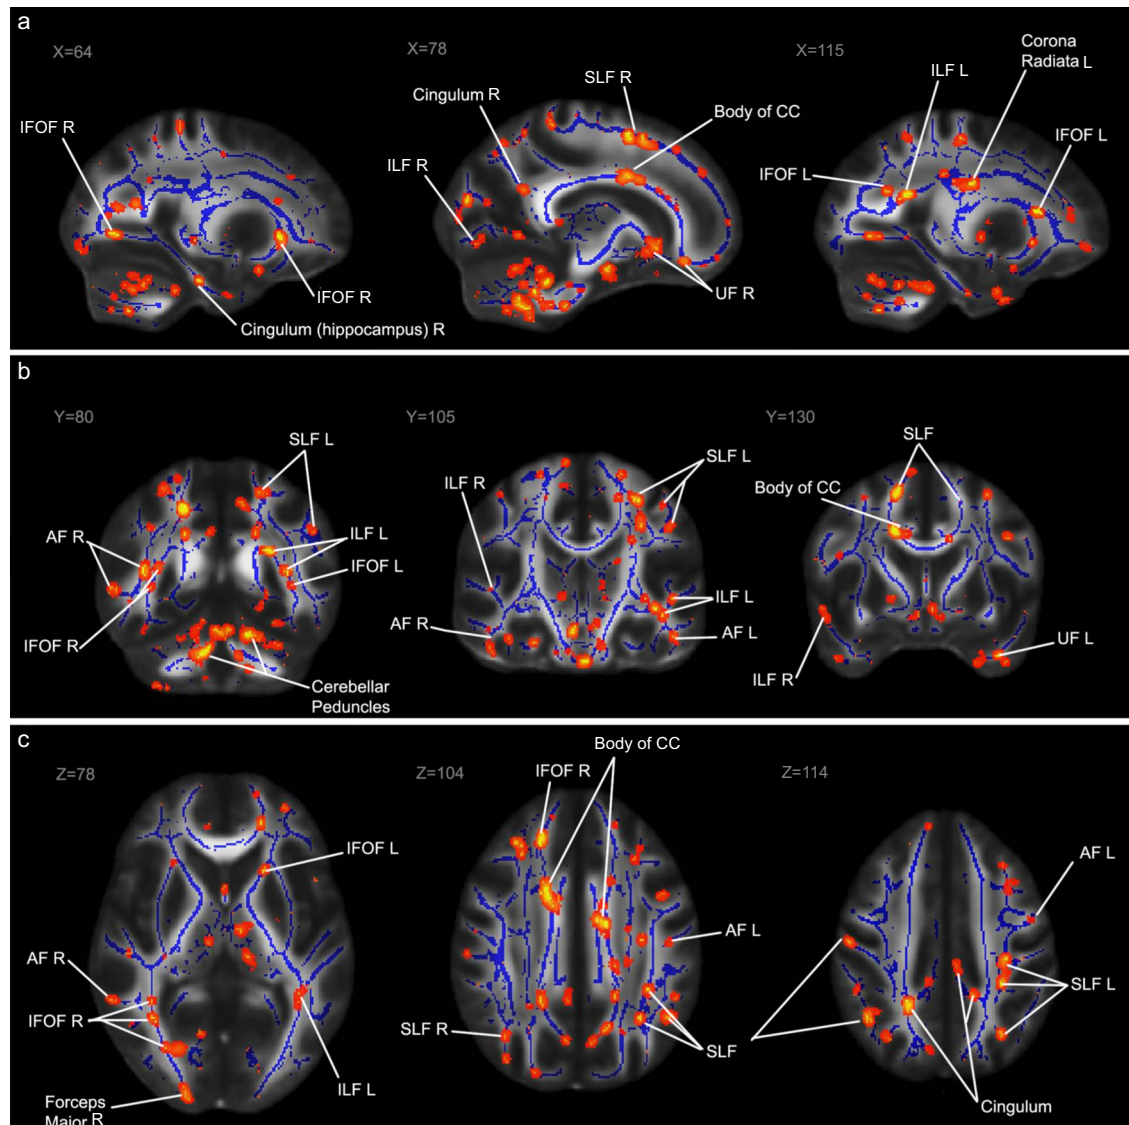 a
X=64
X=78
X=115
Corona
Radiata L
ILF L
SLF R
Cingulum R
Body of CC
IFOF R
IFOF L
ILF R
IFOF L
IFOF R
UF R
Cingulum (hippocampus) R
b
Y=80
Y=105
Y=130
SLF L
SLF
SLF L
ILF R
Body of CC
AF R
ILF L
IFOF L
ILF L
AF R
AF L
IFOF R
UF L
ILF R
Cerebellar
Peduncles
c
Body of CC
Z=78
Z=104
IFOF R
Z=114
IFOF L
AF L
AF L
AF R
SLF L
IFOF R
SLF R
SLF
ILF L
Forceps
Major R
Cingulum